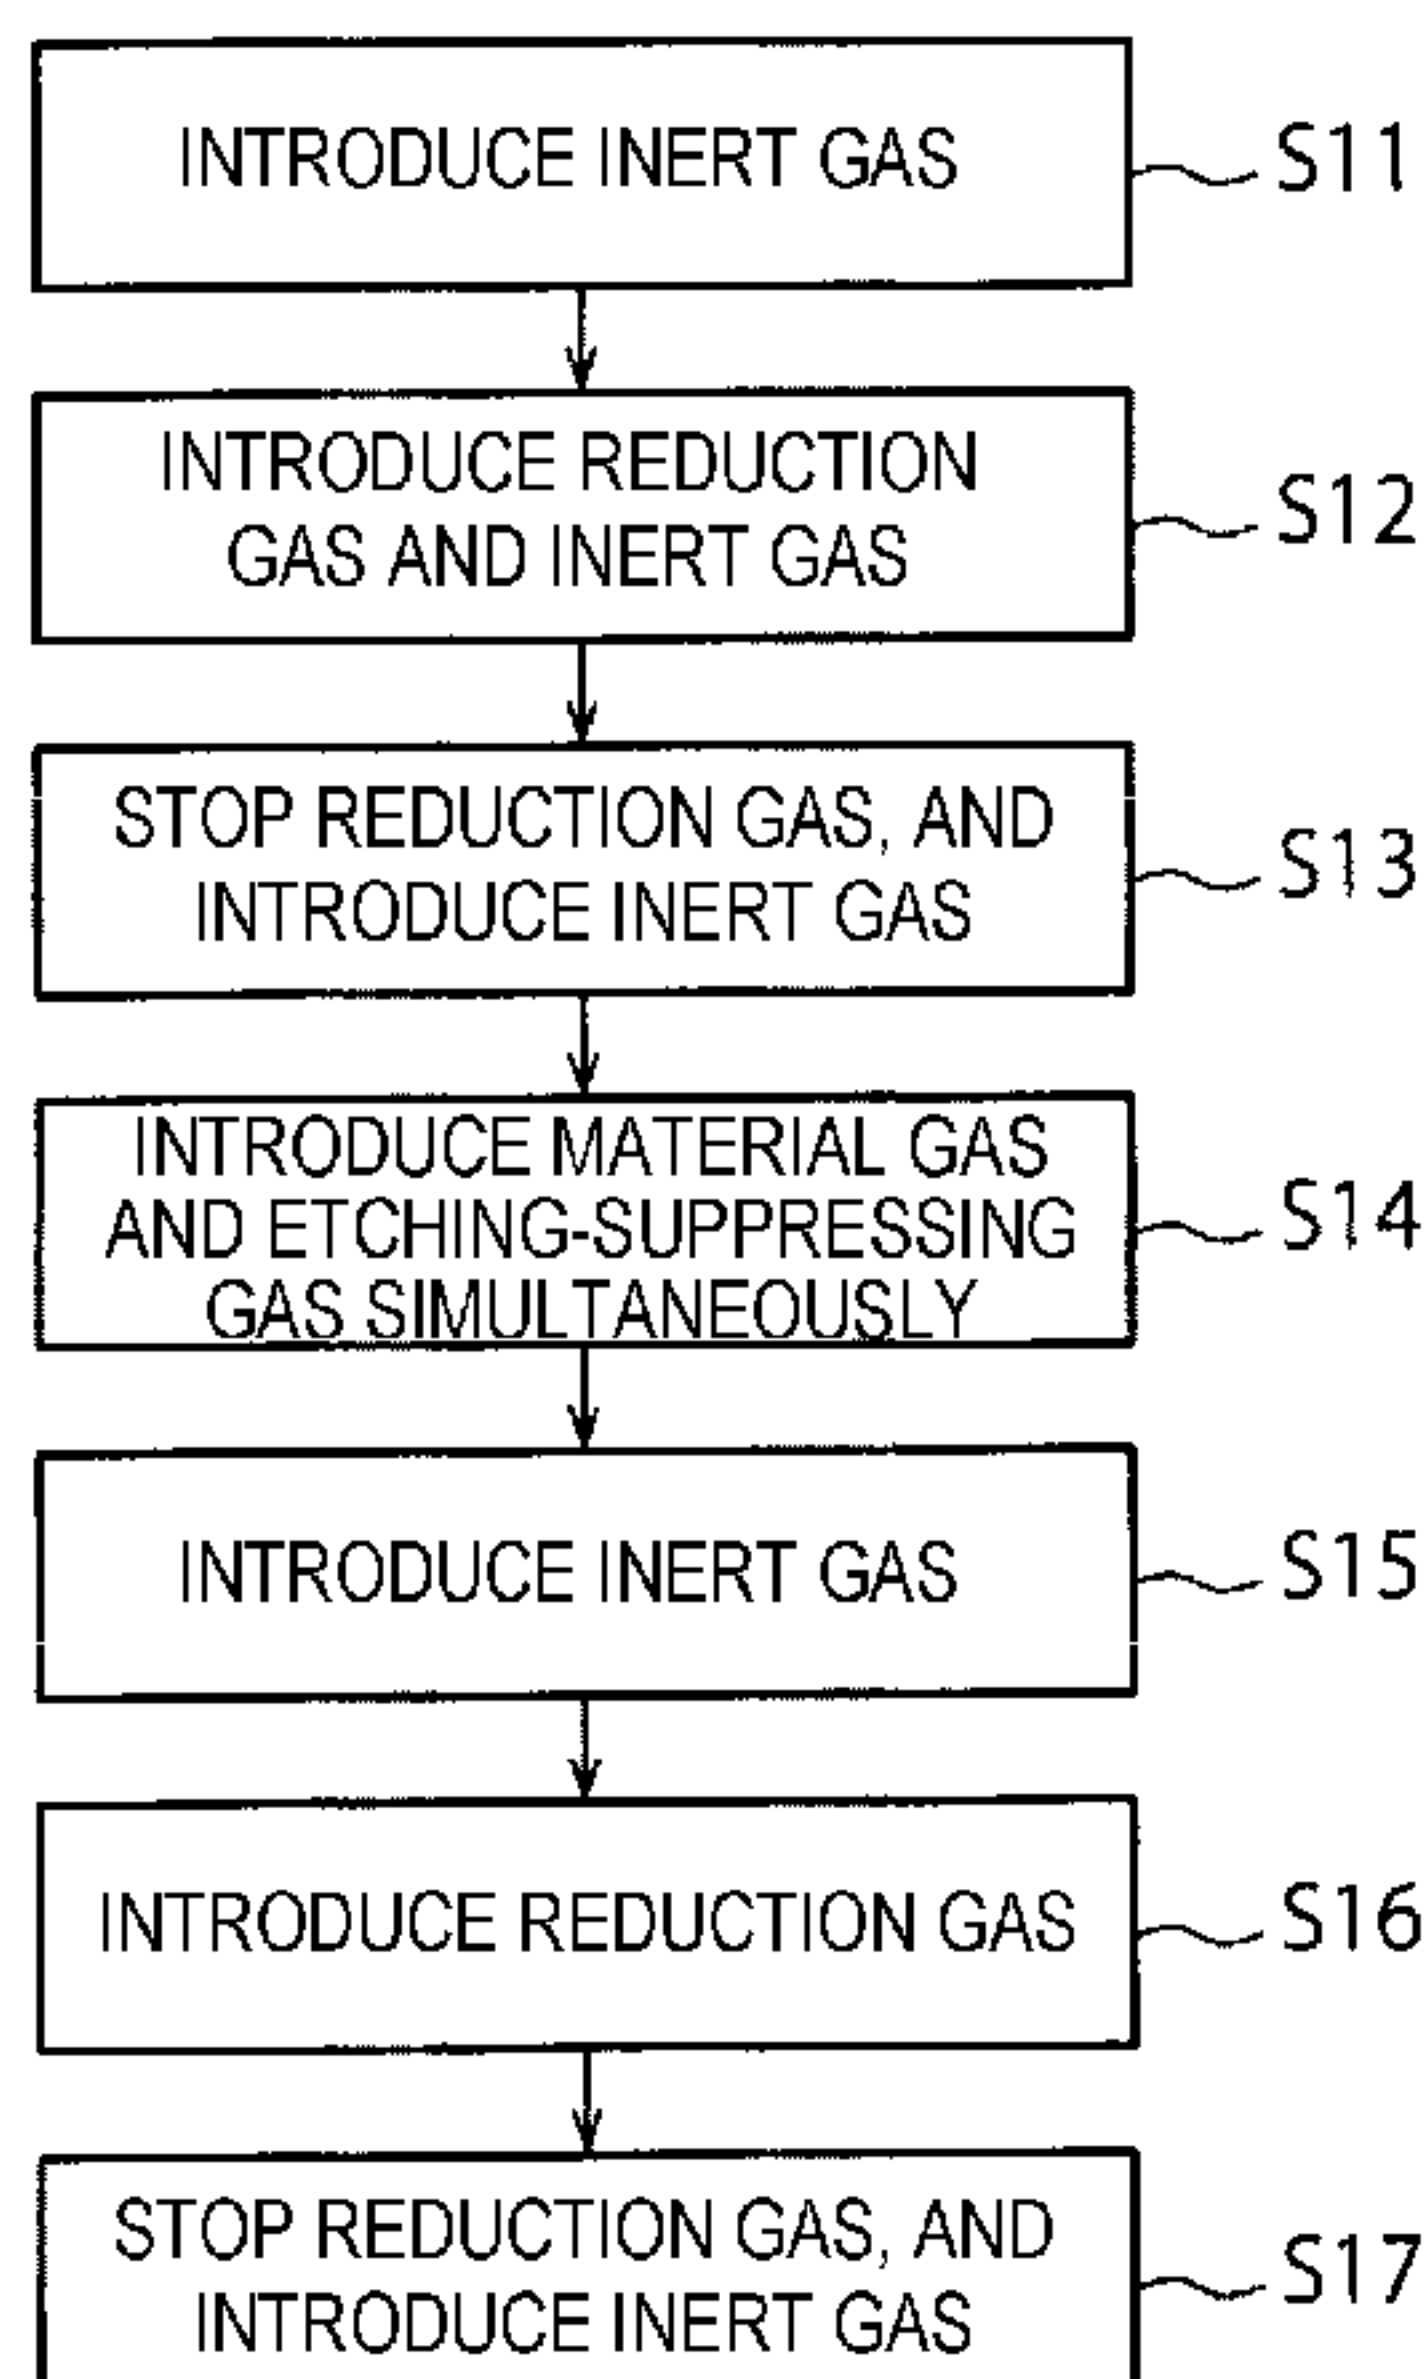 INTRODUCE INERT GAS
S11
INTRODUCE REDUCTION
GAS AND INERT GAS
S12
STOP REDUCTION GAS, AND
INTRODUCE INERT GAS
S13
INTRODUCE MATERIAL GAS
AND ETCHING-SUPPRESSING
GAS SIMULTANEOUSLY
S14
INTRODUCE INERT GAS
S15
INTRODUCE REDUCTION GAS
S16
STOP REDUCTION GAS, AND
INTRODUCE INERT GAS
S17